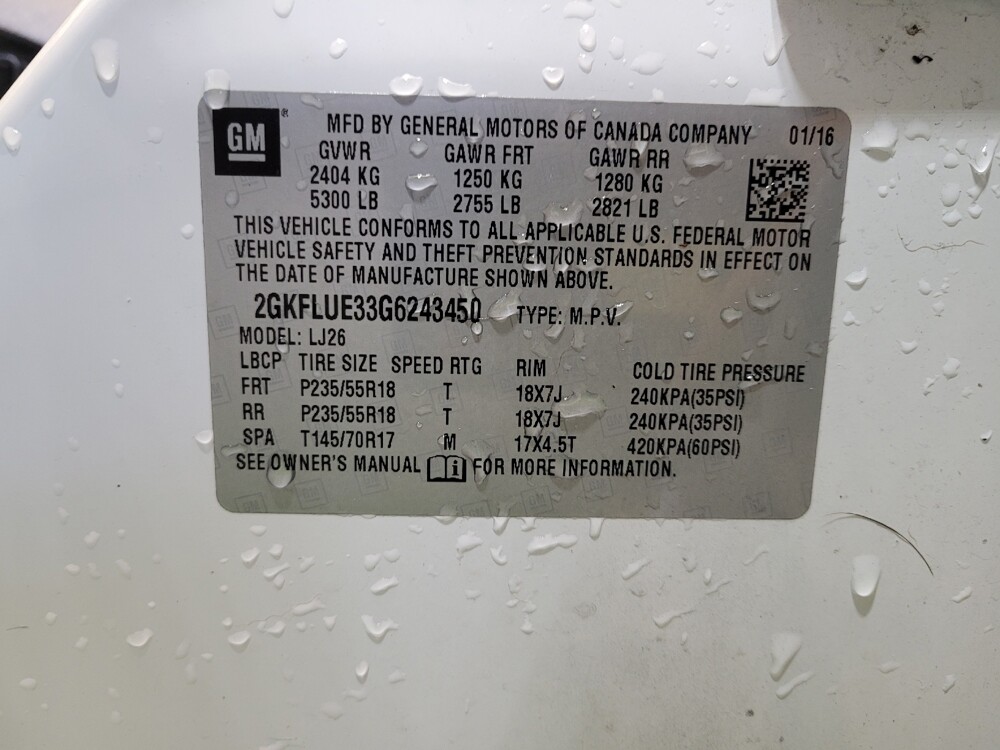 GM ® MFD BY GENERAL MOTORS OF CANADA COMPANY 01/16
GVWR GAWR FRT GAWR RR
2404 KG 1250 KG 1280 KG
5300 LB 2755 LB 2821 LB
THIS VEHICLE CONFORMS TO ALL APPLICABLE U.S. FEDERAL MOTOR
VEHICLE SAFETY AND THEFT PREVENTION STANDARDS IN EFFECT ON
THE DATE OF MANUFACTURE SHOWN ABOVE.
2GKFLUE33G6243450 TYPE: M.P.V.
MODEL: LJ26
LBCP TIRE SIZE SPEED RTG RIM COLD TIRE PRESSURE
FRT P235/55R18 T 18X7J 240KPA(35PSI)
RR P235/55R18 T 18X7J 240KPA(35PSI)
SPA T145/70R17 M 17X4.5T 420KPA(60PSI)
SEE OWNER'S MANUAL FOR MORE INFORMATION.